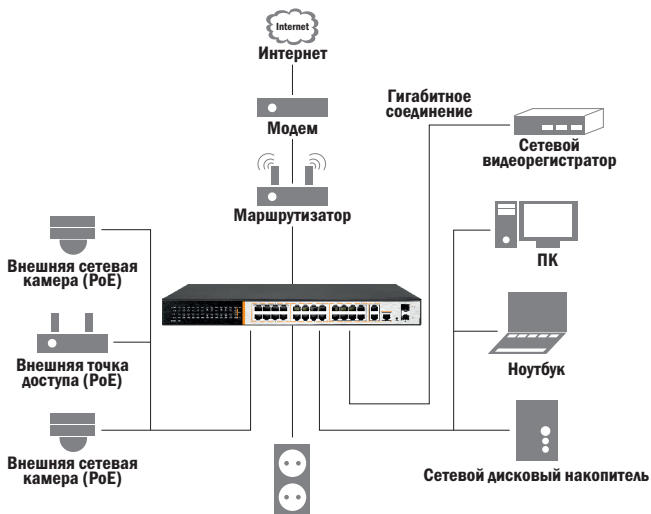 Internet
Интернет
Модем
Гигабитное
соединение
Сетевой
видеорегистратор
Маршрутизатор
Внешняя сетевая
камера (PoE)
ПК
Внешняя точка
доступа (PoE)
Ноутбук
Внешняя сетевая
камера (PoE)
Сетевой дисковый накопитель